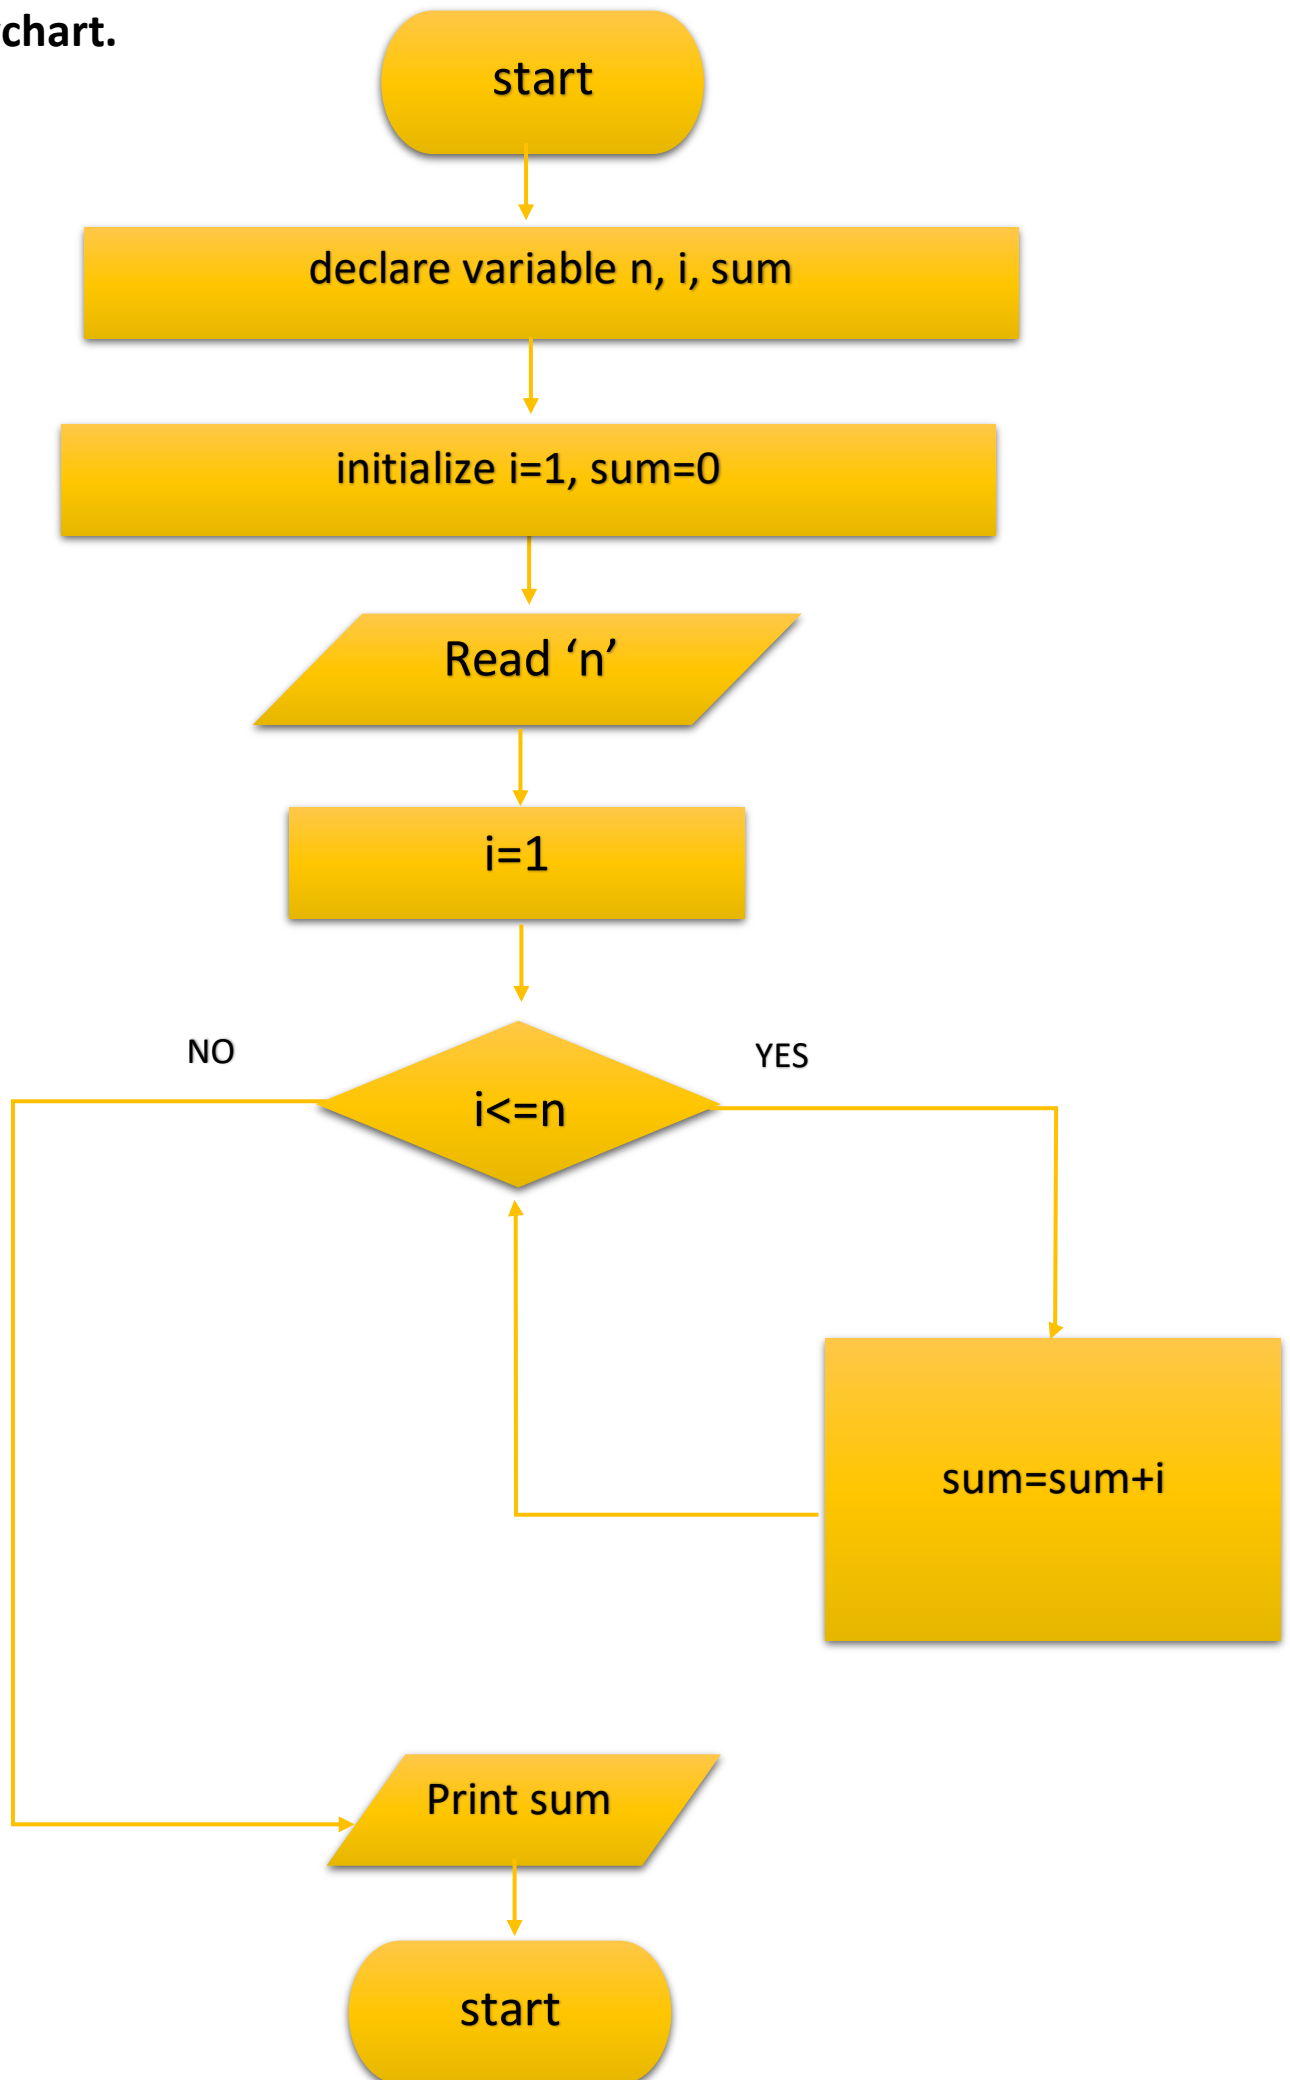 chart.
start
declare variable n, i, sum
initialize i=1, sum=0
Read ‘n’
i=1
NO
YES
i<=n
sum=sum+i
Print sum
start